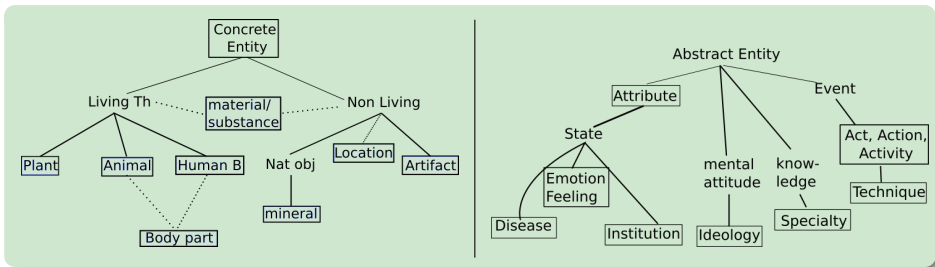 Concrete
Entity
Living Th
material/
substance
Non Living
Plant
Animal
Human B
Nat obj
Location
Artifact
mineral
Body part
Abstract Entity
Attribute
Event
State
Act, Action,
Activity
mental
attitude
know-
ledge
Emotion
Feeling
Technique
Disease
Institution
Ideology
Specialty